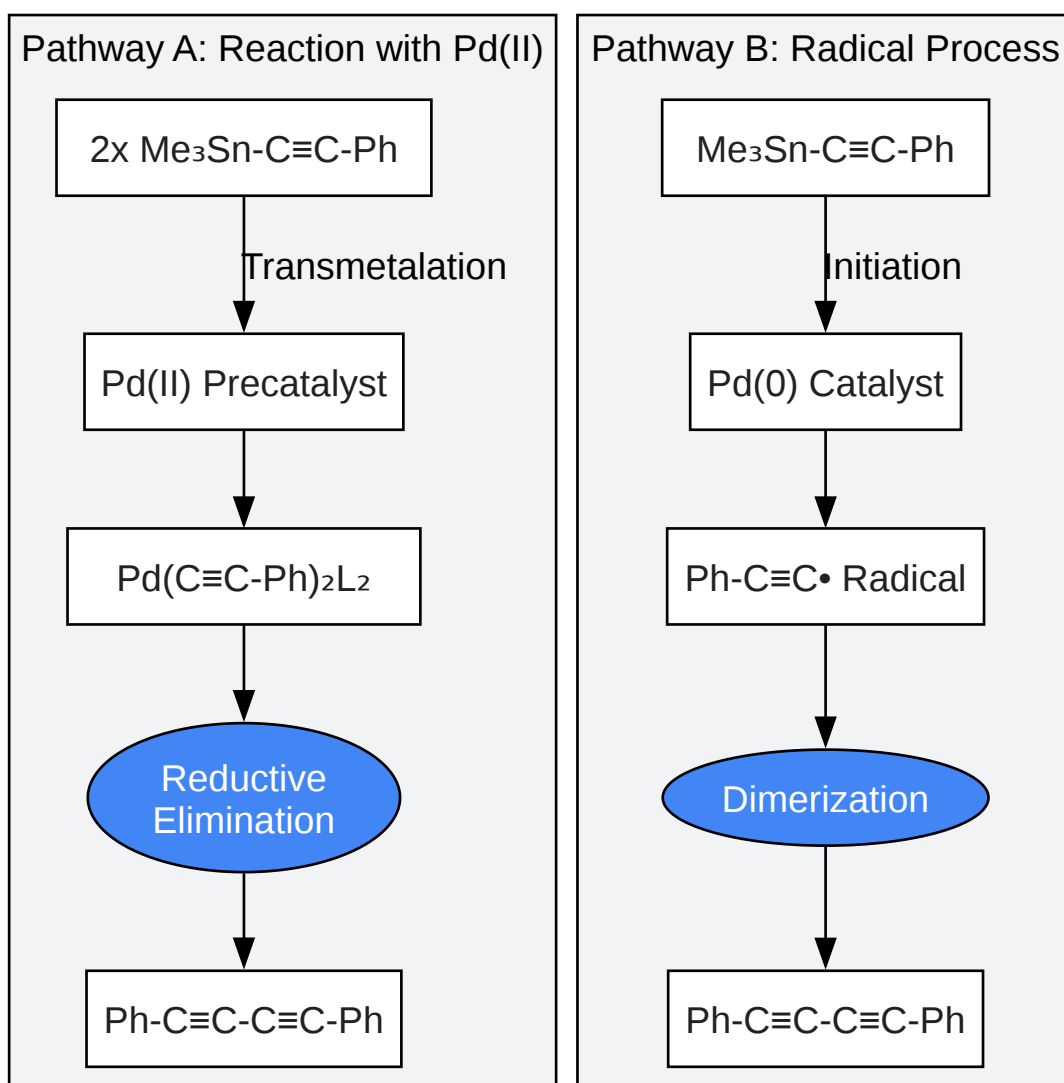 Pathway A: Reaction with Pd(II)
2x Me₃Sn-C≡C-Ph
Transmetalation
Pd(II) Precatalyst
Pd(C≡C-Ph)₂L₂
Reductive
Elimination
Ph-C≡C-C≡C-Ph
Pathway B: Radical Process
Me₃Sn-C≡C-Ph
Initiation
Pd(0) Catalyst
Ph-C≡C• Radical
Dimerization
Ph-C≡C-C≡C-Ph